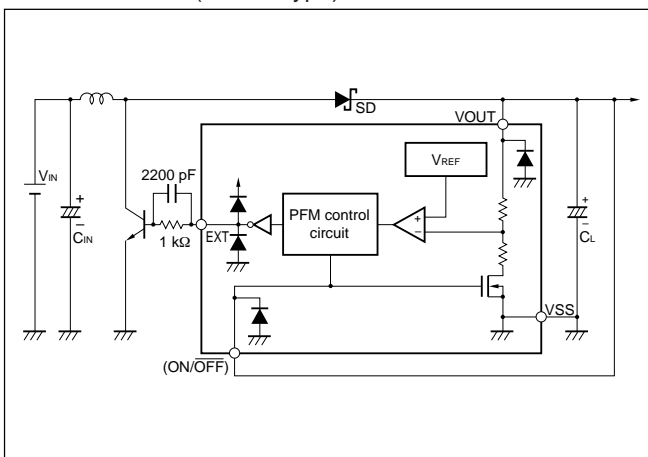 SD
VOUT
VREF
VIN
+
−
CIN
2200 pF
1 kΩ
EXT
PFM control
circuit
+
−
+
−
CL
VSS
(ON/OFF)